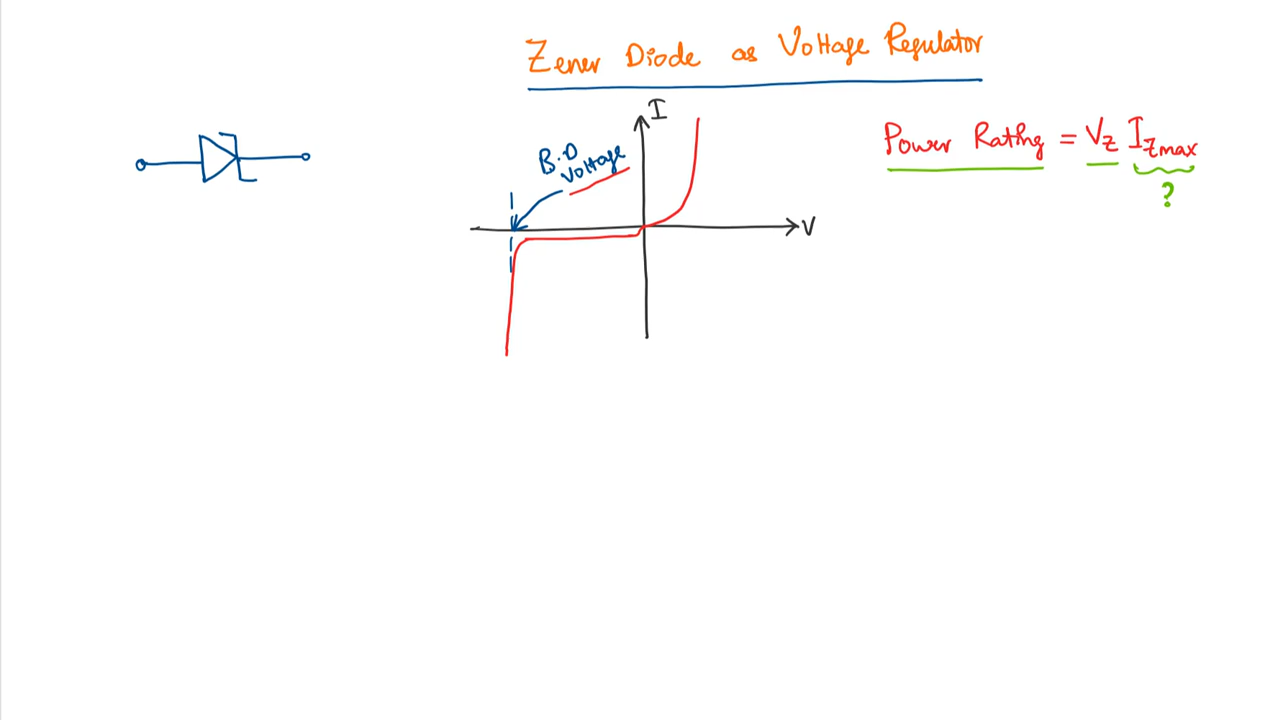 Zener Diode as Voltage Regulator
I
B.D
Voltage
V
Power Rating = Vz Izmax
?